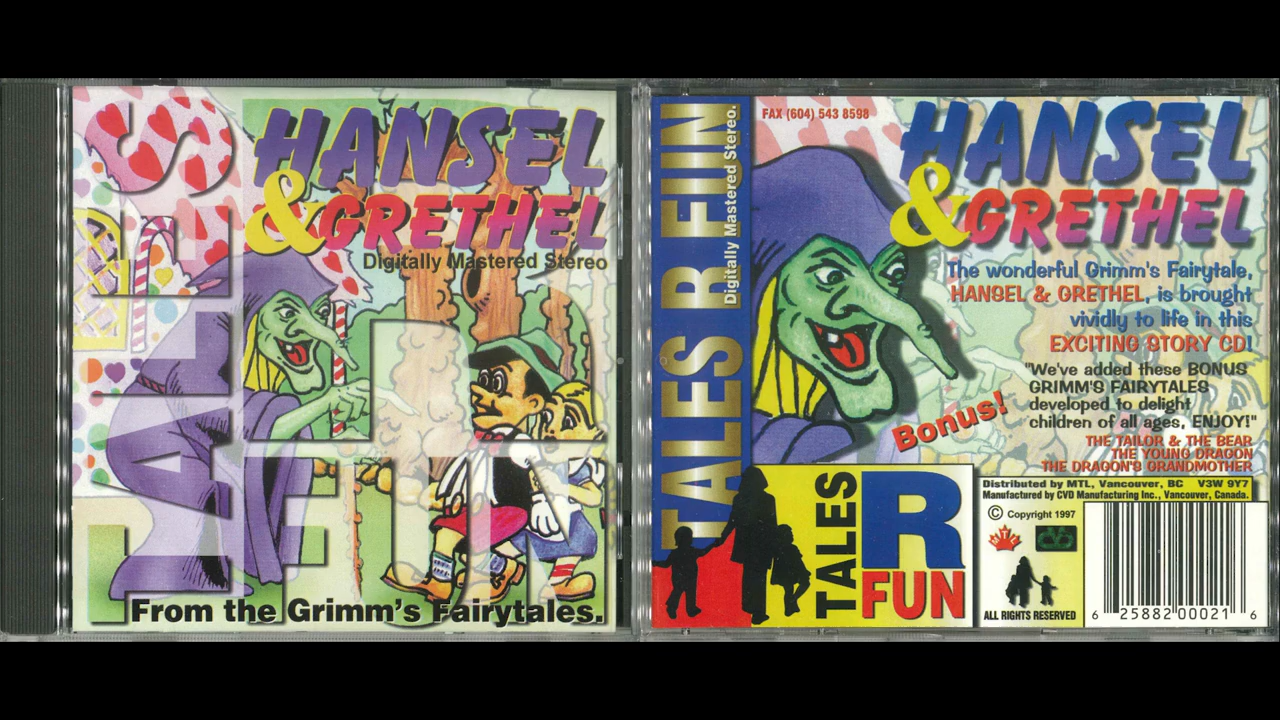 TALES
R
FUN
HANSEL
& GRETHEL
Digitally Mastered Stereo
From the Grimm's Fairytales.
TALES R FUN
Digitally Mastered Stereo.
FAX (604) 543 8598
HANSEL
& GRETHEL
The wonderful Grimm's Fairytale,
HANSEL & GRETHEL, is brought
vividly to life in this
EXCITING STORY CD!
"We've added these BONUS
GRIMM'S FAIRYTALES
developed to delight
children of all ages, ENJOY!"
Bonus!
THE TAILOR & THE BEAR
THE YOUNG DRAGON
THE DRAGON'S GRANDMOTHER
TALES
R
FUN
Distributed by MTL, Vancouver, BC V3W 9Y7
Manufactured by CVD Manufacturing Inc., Vancouver, Canada.
© Copyright 1997
ALL RIGHTS RESERVED
6 25882 00021 6